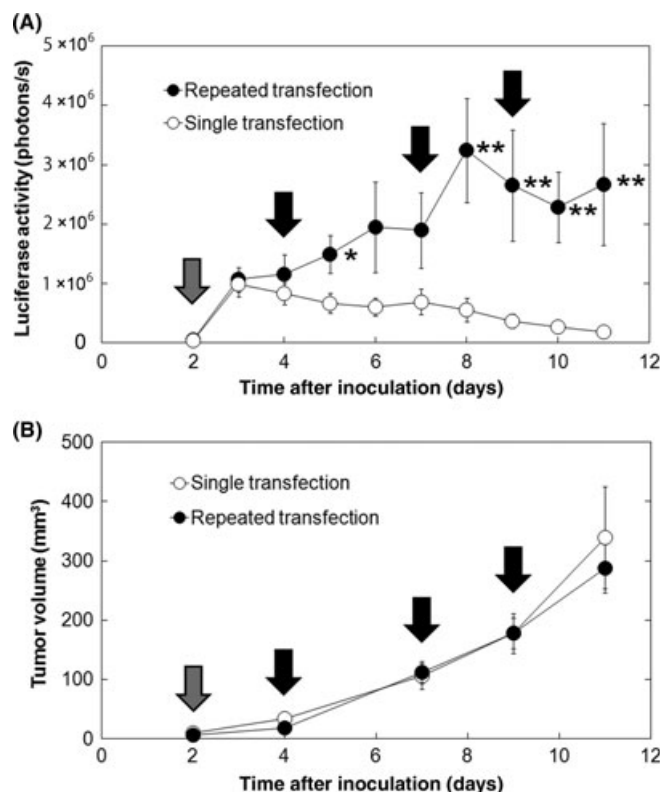 (A)
5 ×10⁶
4 ×10⁶
3 ×10⁶
2 ×10⁶
1 ×10⁶
0
Luciferase activity (photons/s)
Repeated transfection
Single transfection
*
**
**
**
**
0 2 4 6 8 10 12
Time after inoculation (days)
(B)
500
400
300
200
100
0
Tumor volume (mm³)
Single transfection
Repeated transfection
0 2 4 6 8 10 12
Time after inoculation (days)